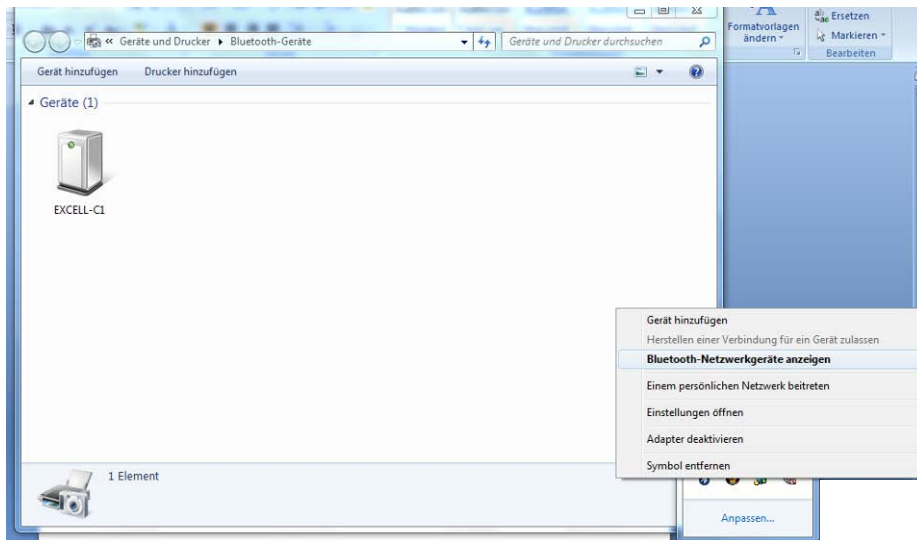 Formatvorlagen
ändern
Ersetzen
Markieren
Bearbeiten
« Geräte und Drucker ▸ Bluetooth-Geräte
Geräte und Drucker durchsuchen
Gerät hinzufügen Drucker hinzufügen
Geräte (1)
EXCELL-C1
Gerät hinzufügen
Herstellen einer Verbindung für ein Gerät zulassen
Bluetooth-Netzwerkgeräte anzeigen
Einem persönlichen Netzwerk beitreten
Einstellungen öffnen
Adapter deaktivieren
Symbol entfernen
1 Element
Anpassen...